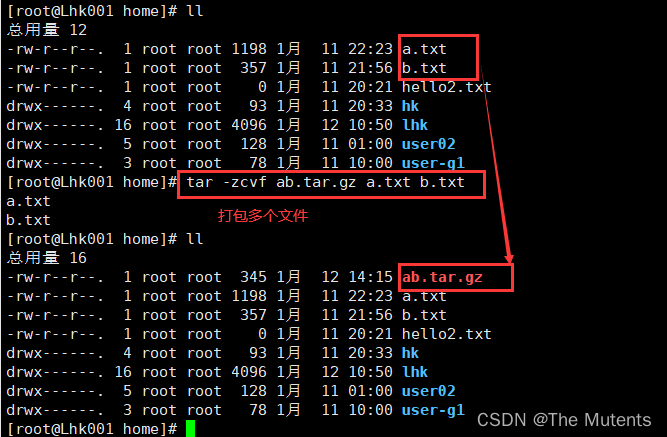 [root@Lhk001 home]# ll
总用量 12
-rw-r--r--. 1 root root 1198 1月 11 22:23 a.txt
-rw-r--r--. 1 root root 357 1月 11 21:56 b.txt
-rw-r--r--. 1 root root 0 1月 11 20:21 hello2.txt
drwx------. 4 root root 93 1月 11 20:33 hk
drwx------. 16 root root 4096 1月 12 10:50 lhk
drwx------. 5 root root 128 1月 11 01:00 user02
drwx------. 3 root root 78 1月 11 10:00 user-g1
[root@Lhk001 home]# tar -zcvf ab.tar.gz a.txt b.txt
a.txt
b.txt
打包多个文件
[root@Lhk001 home]# ll
总用量 16
-rw-r--r--. 1 root root 345 1月 12 14:15 ab.tar.gz
-rw-r--r--. 1 root root 1198 1月 11 22:23 a.txt
-rw-r--r--. 1 root root 357 1月 11 21:56 b.txt
-rw-r--r--. 1 root root 0 1月 11 20:21 hello2.txt
drwx------. 4 root root 93 1月 11 20:33 hk
drwx------. 16 root root 4096 1月 12 10:50 lhk
drwx------. 5 root root 128 1月 11 01:00 user02
drwx------. 3 root root 78 1月 11 10:00 user-g1
[root@Lhk001 home]#
CSDN @The Mutents